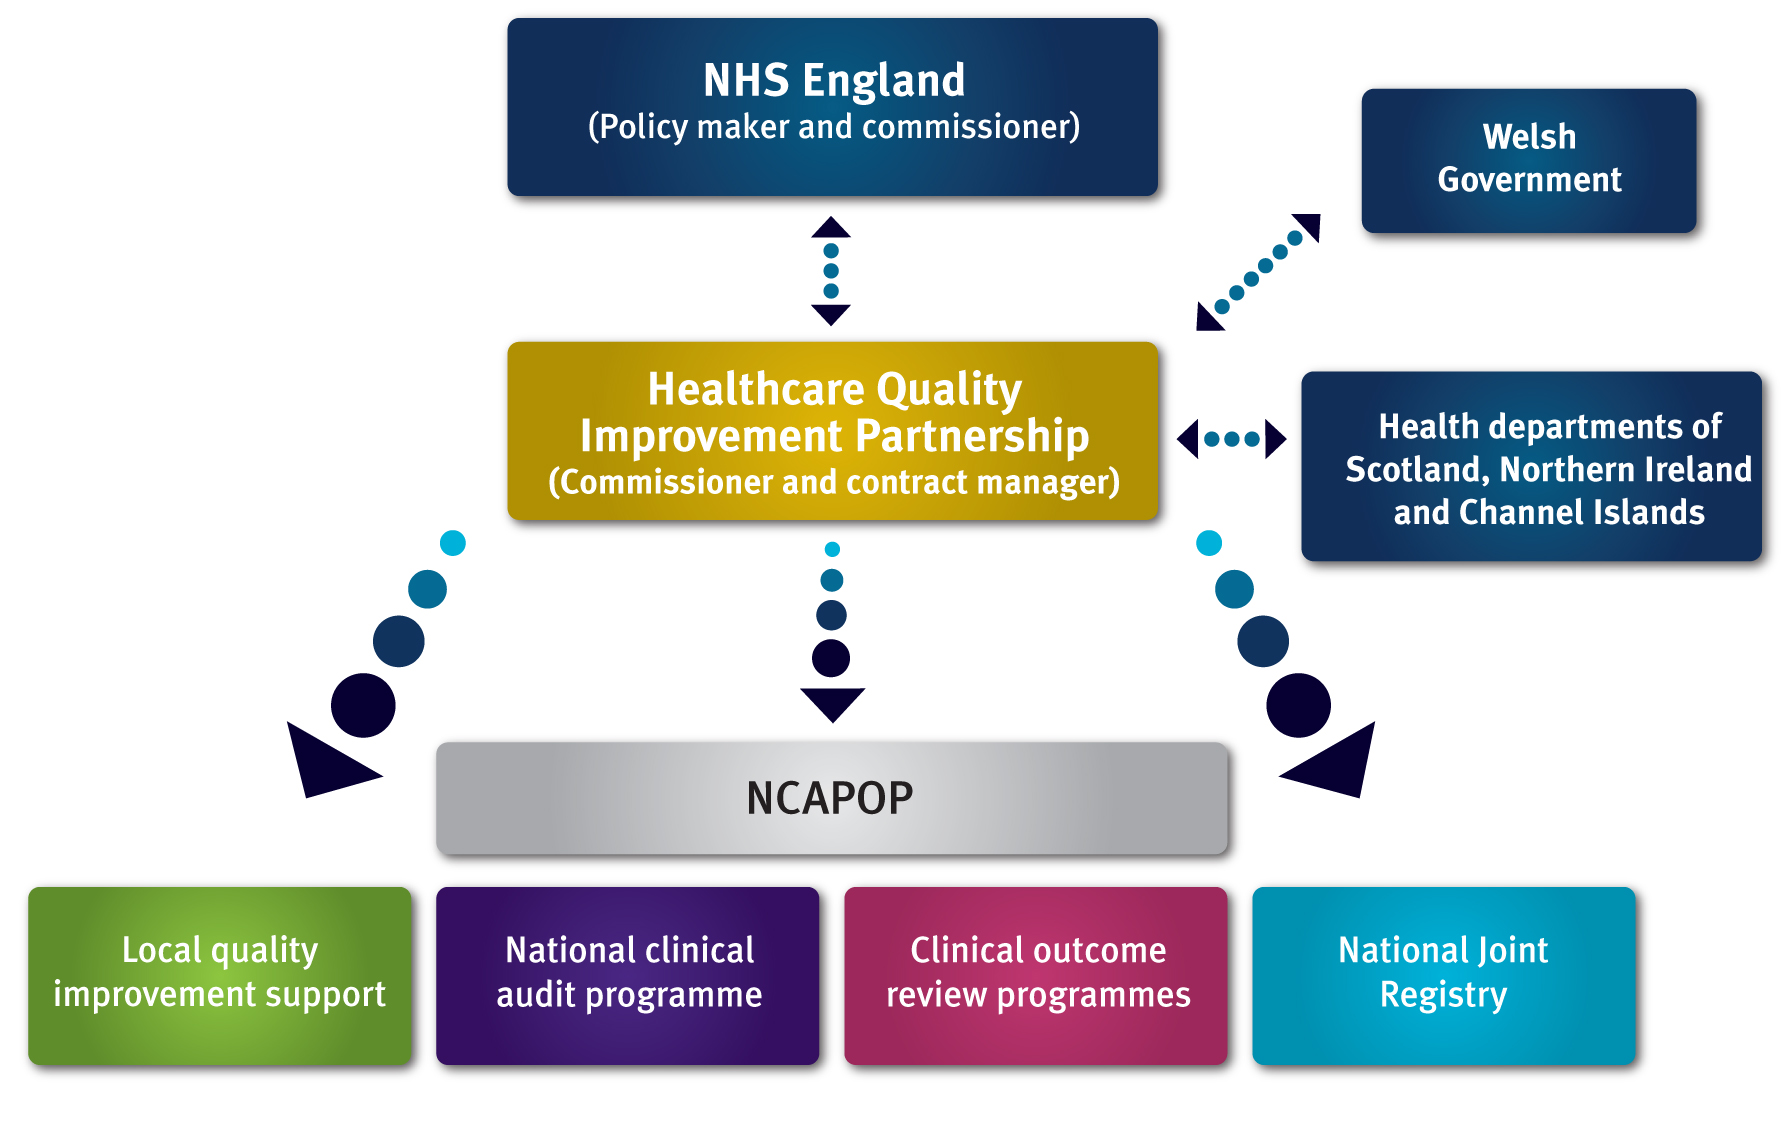 NHS England
(Policy maker and commissioner)
Welsh
Government
Healthcare Quality
Improvement Partnership
(Commissioner and contract manager)
Health departments of
Scotland, Northern Ireland
and Channel Islands
NCAPOP
Local quality
improvement support
National clinical
audit programme
Clinical outcome
review programmes
National Joint
Registry